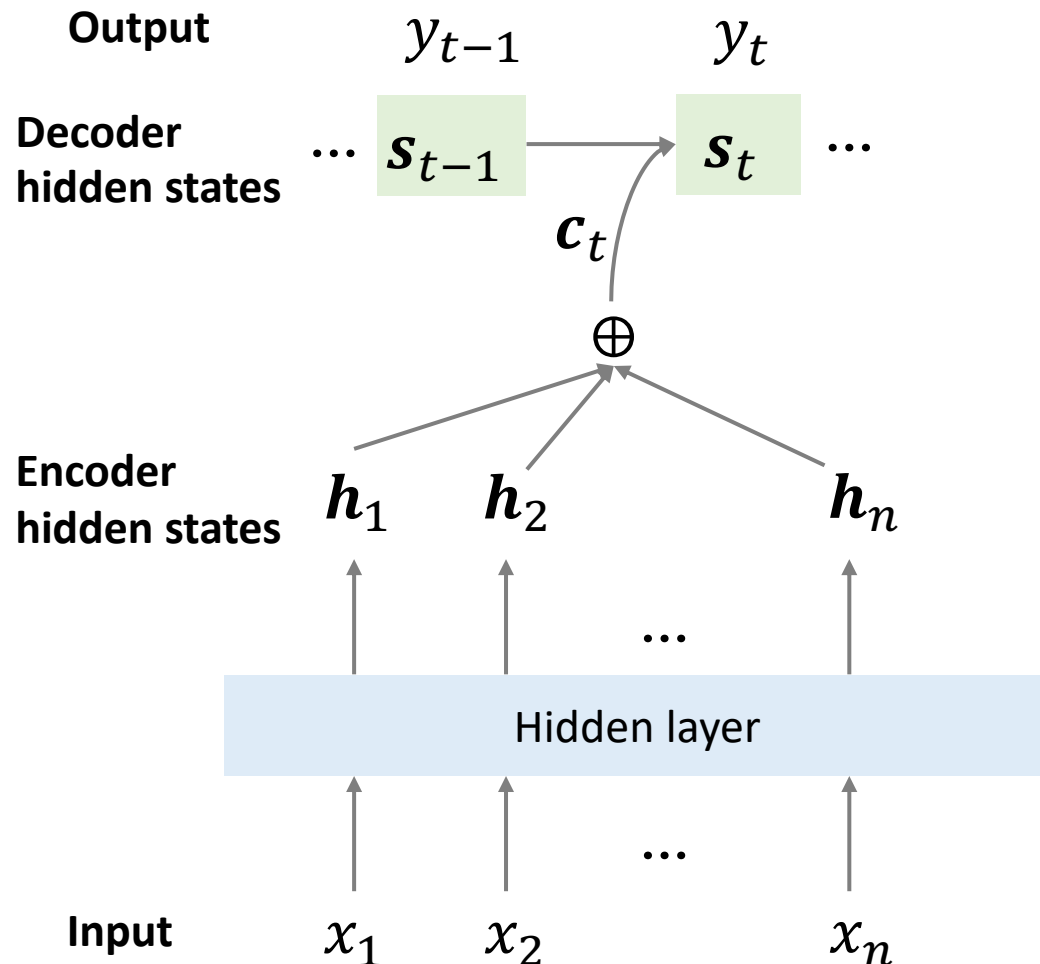 Output y_{t−1} y_t
Decoder
hidden states
... s_{t−1} s_t ...
c_t
⊕
Encoder
hidden states
h_1 h_2 h_n
...
Hidden layer
...
Input x_1 x_2 x_n